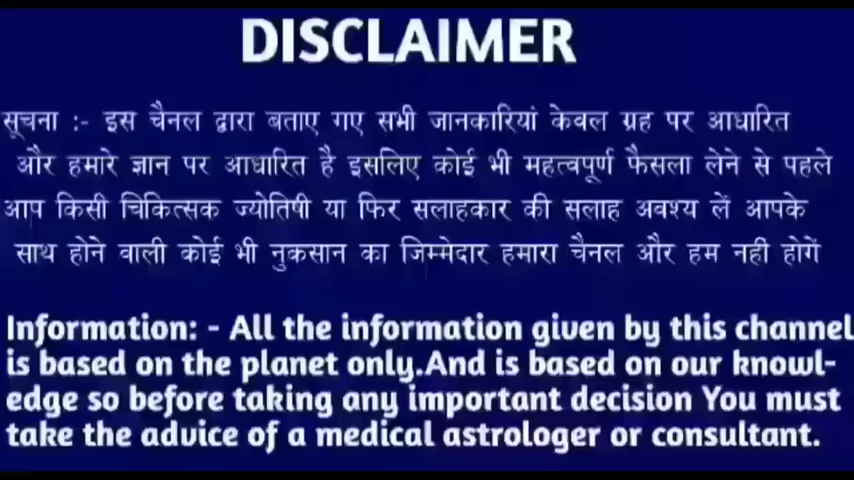 DISCLAIMER
सूचना :- इस चैनल द्वारा बताए गए सभी जानकारियां केवल ग्रह पर आधारित
और हमारे ज्ञान पर आधारित है इसलिए कोई भी महत्वपूर्ण फैसला लेने से पहले
आप किसी चिकित्सक ज्योतिषी या फिर सलाहकार की सलाह अवश्य लें आपके
साथ होने वाली कोई भी नुकसान का जिम्मेदार हमारा चैनल और हम नहीं होगें
Information: - All the information given by this channel
is based on the planet only.And is based on our knowl-
edge so before taking any important decision You must
take the advice of a medical astrologer or consultant.